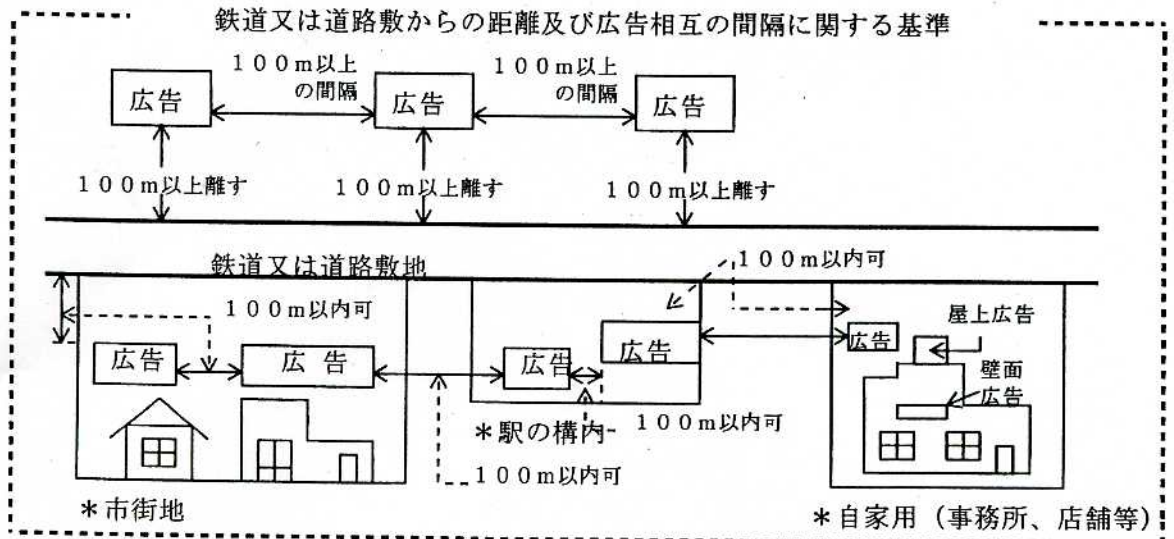 鉄道又は道路敷からの距離及び広告相互の間隔に関する基準
100m以上
の間隔
100m以上
の間隔
広告
広告
広告
100m以上離す
100m以上離す
100m以上離す
鉄道又は道路敷地
100m以内可
100m以内可
屋上広告
広告
広告
広告
広告
広告
壁面
広告
*駅の構内
100m以内可
100m以内可
*市街地
*自家用(事務所、店舗等)